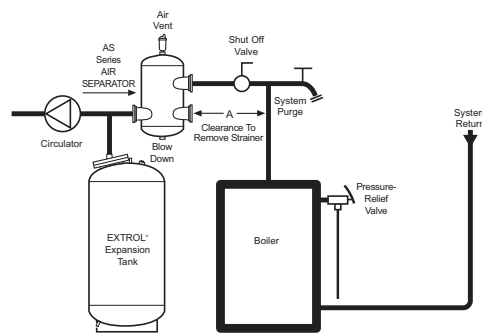 Air
Vent
AS
Series
AIR
SEPARATOR
Shut Off
Valve
System
Purge
A
Clearance To
Remove Strainer
Circulator
Blow
Down
System
Return
Pressure-
Relief
Valve
EXTROL®
Expansion
Tank
Boiler